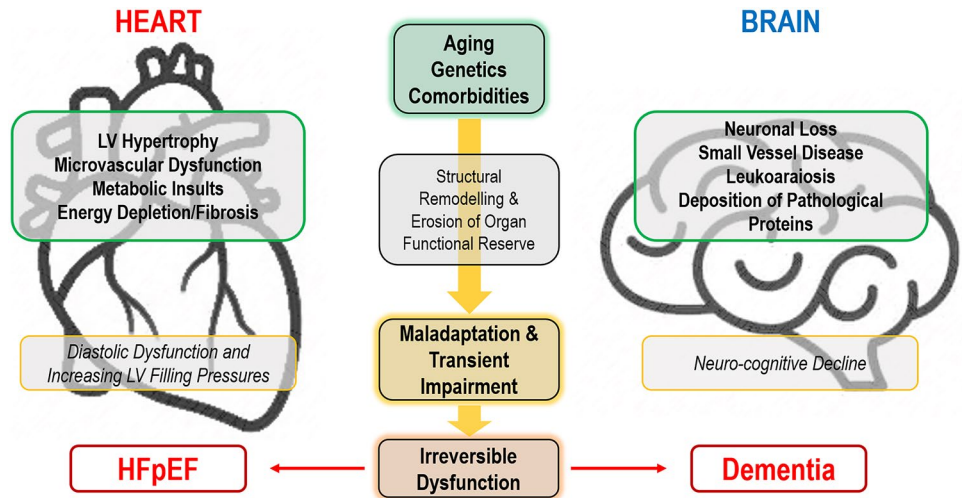 HEART
LV Hypertrophy
Microvascular Dysfunction
Metabolic Insults
Energy Depletion/Fibrosis
Diastolic Dysfunction and
Increasing LV Filling Pressures
HFpEF
Aging
Genetics
Comorbidities
Structural
Remodelling &
Erosion of Organ
Functional Reserve
Maladaptation &
Transient
Impairment
Irreversible
Dysfunction
BRAIN
Neuronal Loss
Small Vessel Disease
Leukoaraiosis
Deposition of Pathological
Proteins
Neuro-cognitive Decline
Dementia